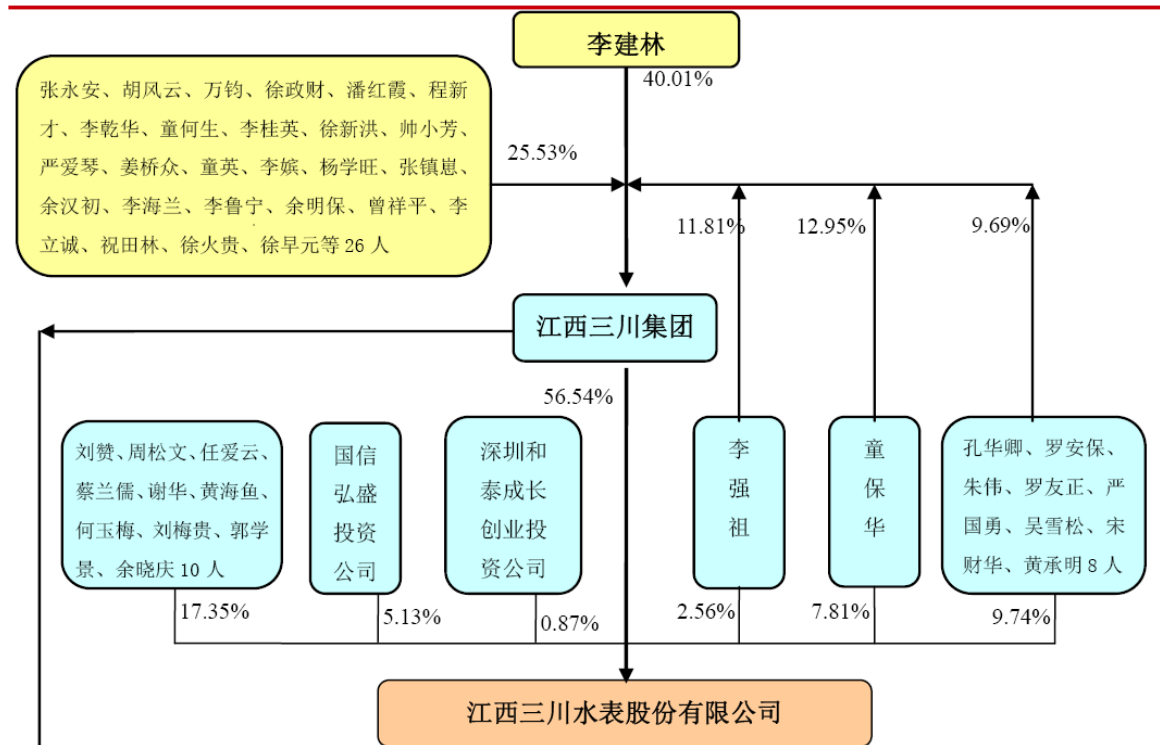 李建林
40.01%
张永安、胡风云、万钧、徐政财、潘红霞、程新
才、李乾华、童何生、李桂英、徐新洪、帅小芳、
严爱琴、姜桥众、童英、李嫔、杨学旺、张镇崽、
余汉初、李海兰、李鲁宁、余明保、曾祥平、李
立诚、祝田林、徐火贵、徐早元等 26 人
25.53%
11.81%
12.95%
9.69%
江西三川集团
56.54%
刘赞、周松文、任爱云、
蔡兰儒、谢华、黄海鱼、
何玉梅、刘梅贵、郭学
景、余晓庆 10 人
国信
弘盛
投资
公司
深圳和
泰成长
创业投
资公司
李
强
祖
童
保
华
孔华卿、罗安保、
朱伟、罗友正、严
国勇、吴雪松、宋
财华、黄承明 8 人
17.35%
5.13%
0.87%
2.56%
7.81%
9.74%
江西三川水表股份有限公司